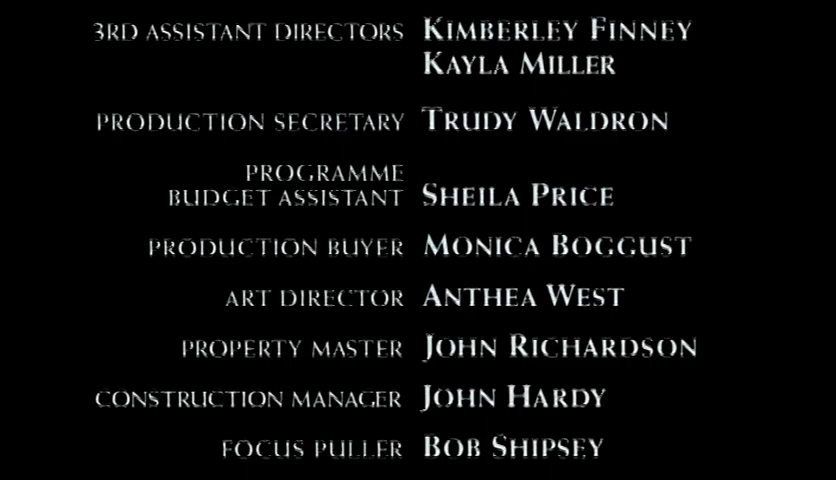 3RD ASSISTANT DIRECTORS KIMBERLEY FINNEY
KAYLA MILLER
PRODUCTION SECRETARY TRUDY WALDRON
PROGRAMME
BUDGET ASSISTANT SHEILA PRICE
PRODUCTION BUYER MONICA BOGGUST
ART DIRECTOR ANTHEA WEST
PROPERTY MASTER JOHN RICHARDSON
CONSTRUCTION MANAGER JOHN HARDY
FOCUS PULLER BOB SHIPSEY